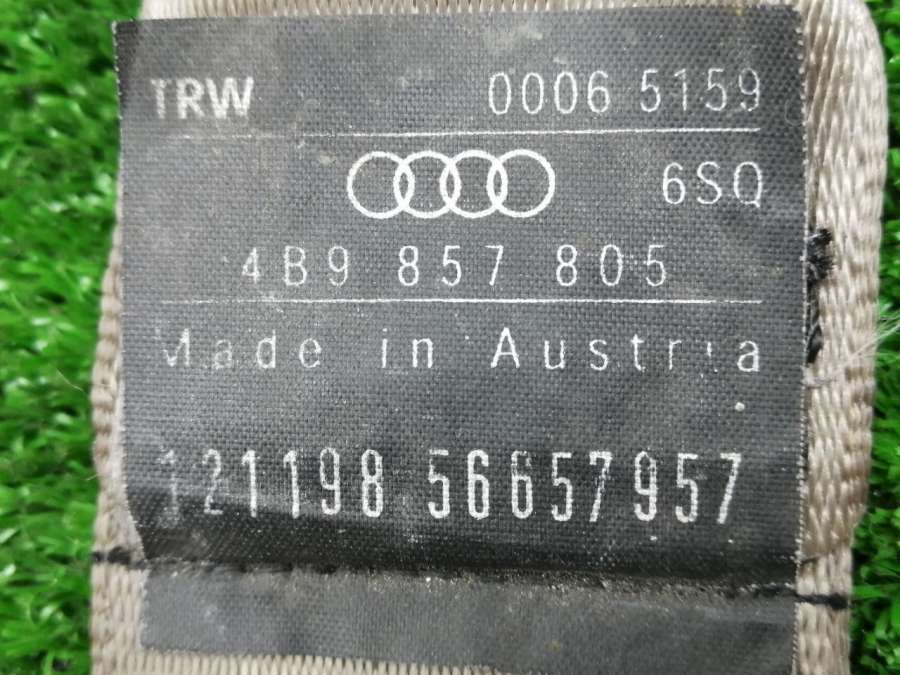 TRW 0006 5159
6SQ
4B9 857 805
Made in Austria
121198 56657957